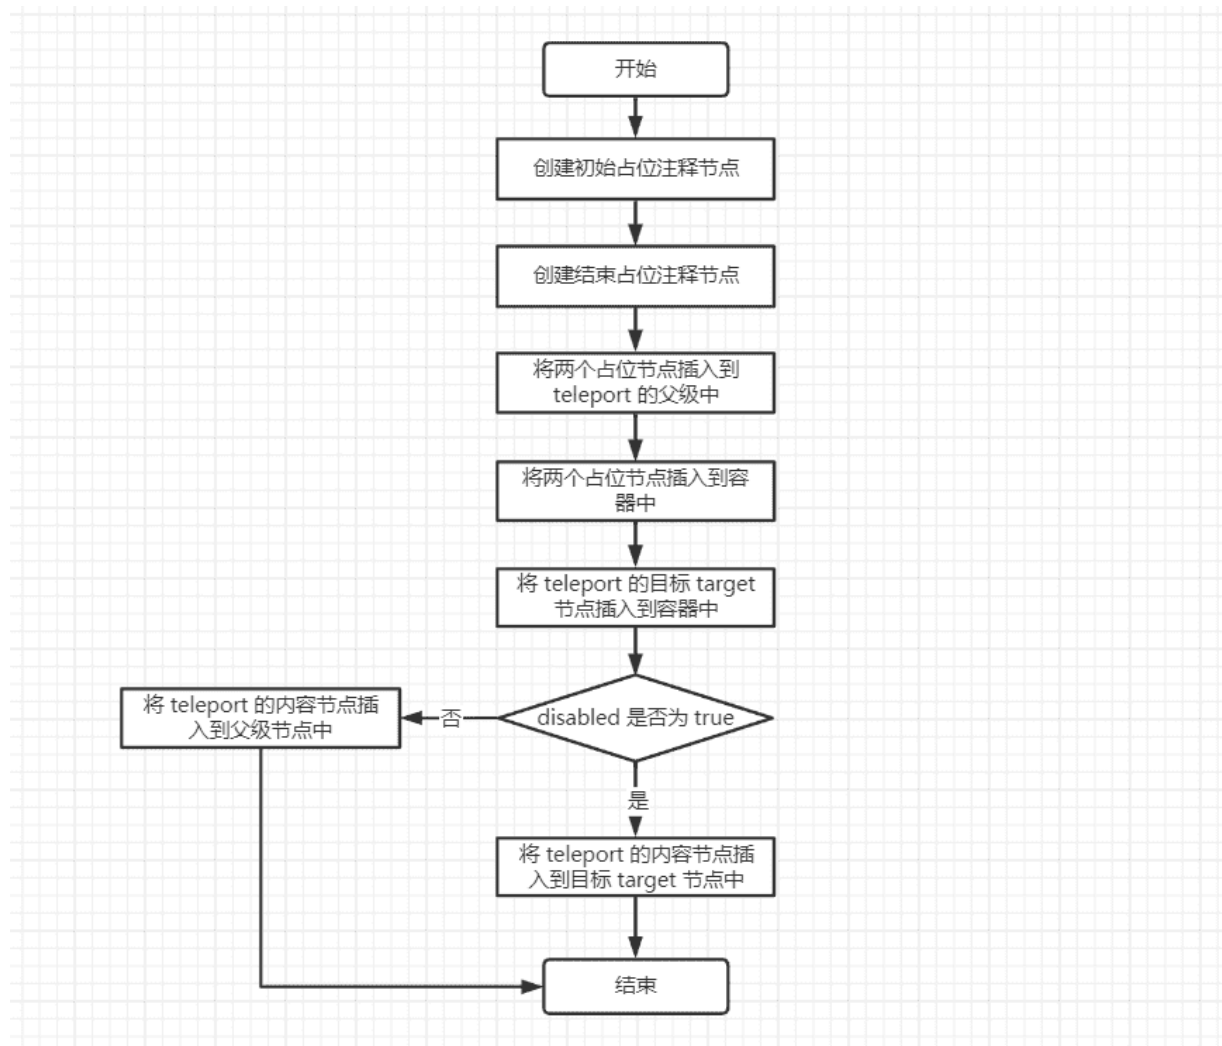 开始
创建初始占位注释节点
创建结束占位注释节点
将两个占位节点插入到
teleport 的父级中
将两个占位节点插入到容
器中
将 teleport 的目标 target
节点插入到容器中
disabled 是否为 true
否
将 teleport 的内容节点插
入到父级节点中
是
将 teleport 的内容节点插
入到目标 target 节点中
结束